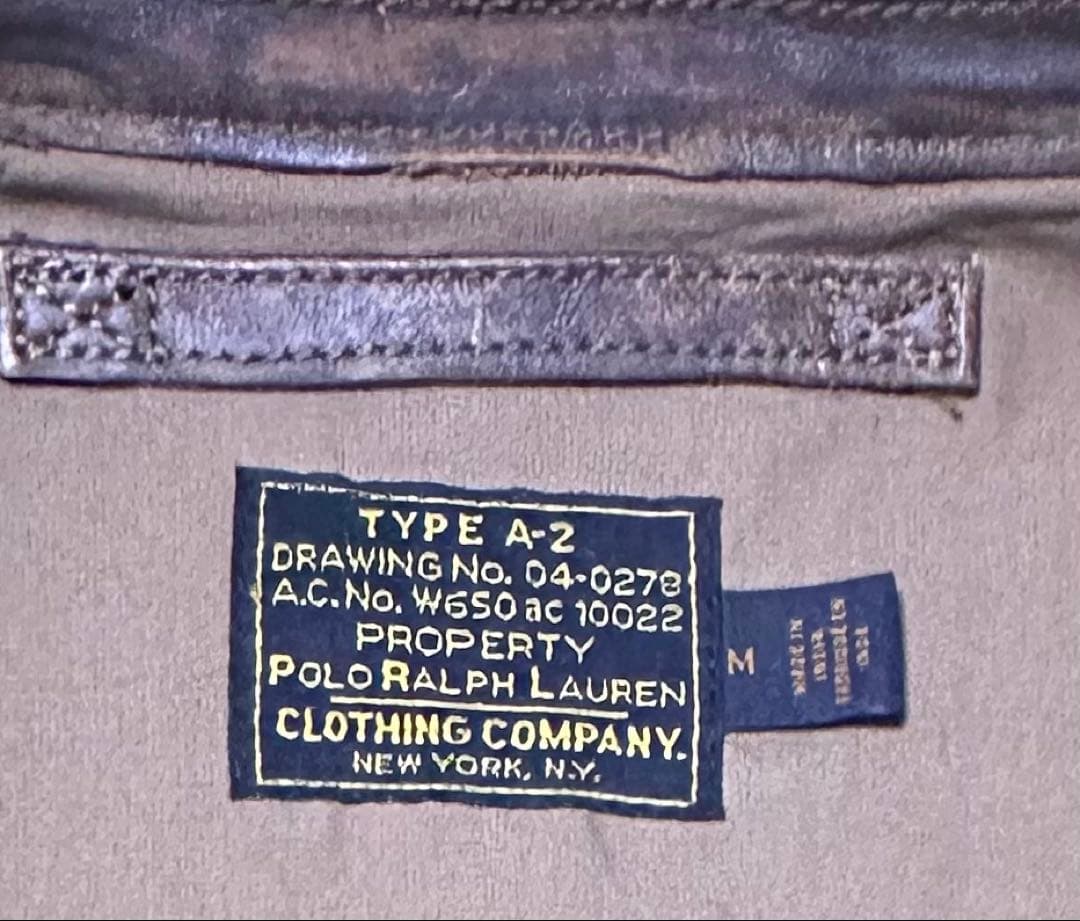 TYPE A-2
DRAWING No. 04-0278
A.C. No. W650 ac 10022
PROPERTY
POLO RALPH LAUREN
CLOTHING COMPANY.
NEW YORK, N.Y.
M